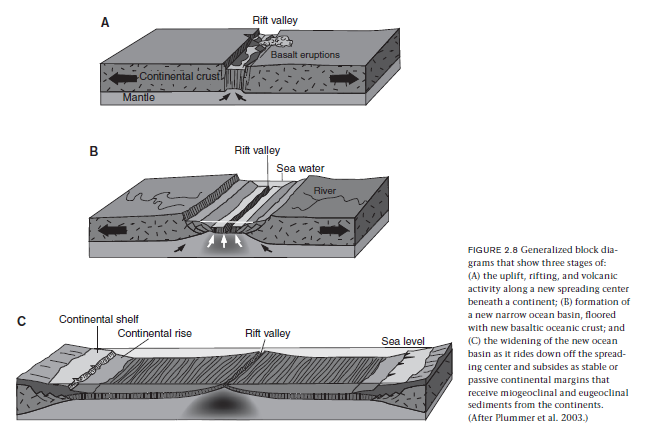 A
Rift valley
Basalt eruptions
Continental crust
Mantle
B
Rift valley
Sea water
River
C
Continental shelf
Continental rise
Rift valley
Sea level
FIGURE 2.8 Generalized block dia-
grams that show three stages of:
(A) the uplift, rifting, and volcanic
activity along a new spreading center
beneath a continent; (B) formation of
a new narrow ocean basin, floored
with new basaltic oceanic crust; and
(C) the widening of the new ocean
basin as it rides down off the spread-
ing center and subsides as stable or
passive continental margins that
receive miogeoclinal and eugeoclinal
sediments from the continents.
(After Plummer et al. 2003.)